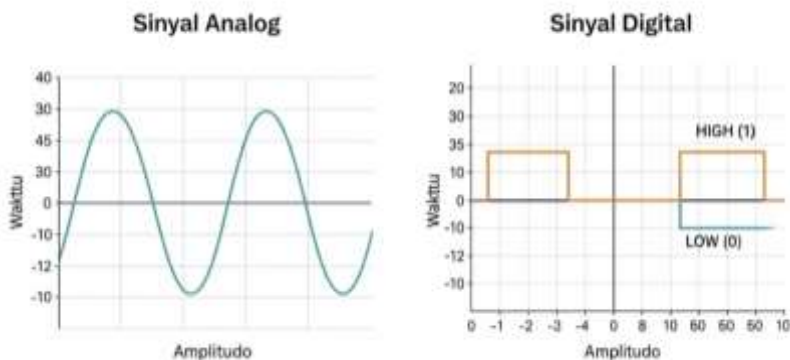 Sinyal Analog
40
30
45
30
0
-10
-12
-10
Wakttu
Amplitudo
Sinyal Digital
20
30
35
10
0
-10
-12
-10
Wakttu
HIGH (1)
LOW (0)
0 -1 -2 -3 -4 0 8 10 60 60 50 10
Amplitudo